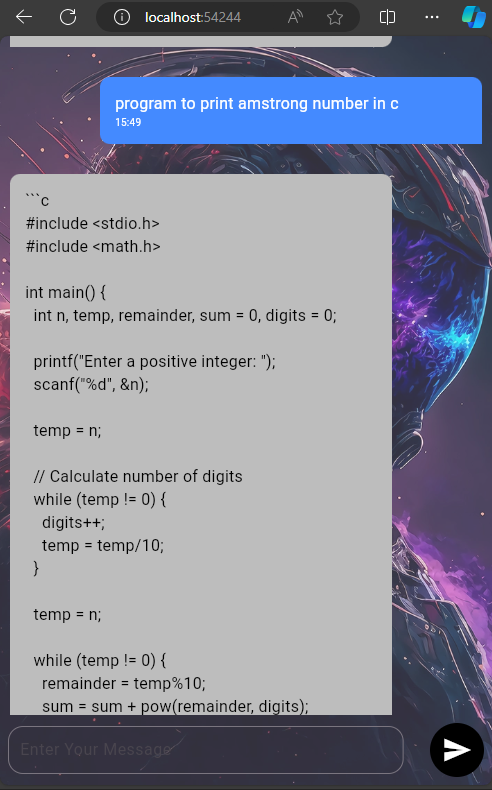 localhost:54244
program to print amstrong number in c
15:49
```c
#include <stdio.h>
#include <math.h>
int main() {
int n, temp, remainder, sum = 0, digits = 0;
printf("Enter a positive integer: ");
scanf("%d", &n);
temp = n;
// Calculate number of digits
while (temp != 0) {
digits++;
temp = temp/10;
}
temp = n;
while (temp != 0) {
remainder = temp%10;
sum = sum + pow(remainder, digits);
Enter Your Message